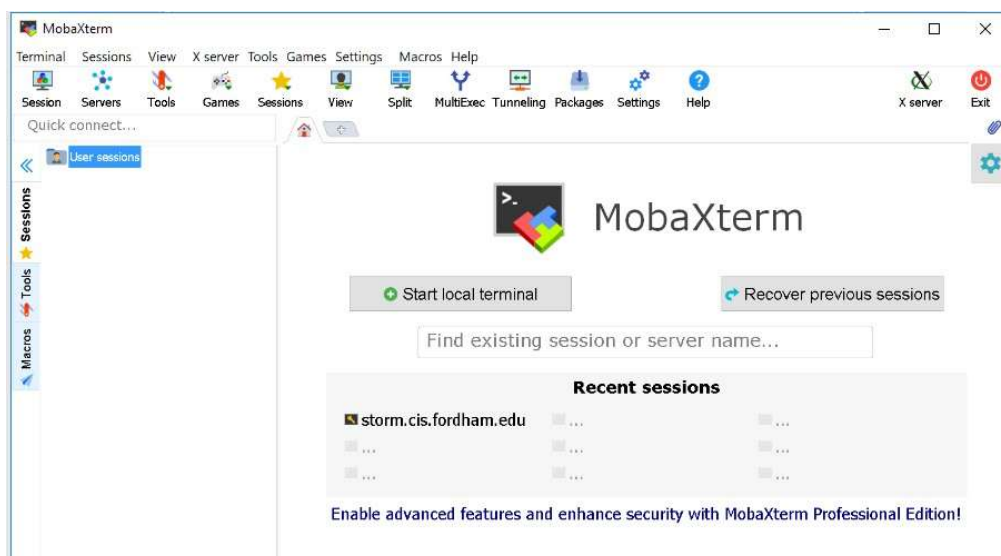 MobaXterm
Terminal Sessions View X server Tools Games Settings Macros Help
Session Servers Tools Games Sessions View Split MultiExec Tunneling Packages Settings Help X server Exit
Quick connect...
User sessions
Sessions
Tools
Macros
>_
MobaXterm
Start local terminal
Recover previous sessions
Find existing session or server name...
Recent sessions
storm.cis.fordham.edu ... ...
... ... ...
... ... ...
Enable advanced features and enhance security with MobaXterm Professional Edition!